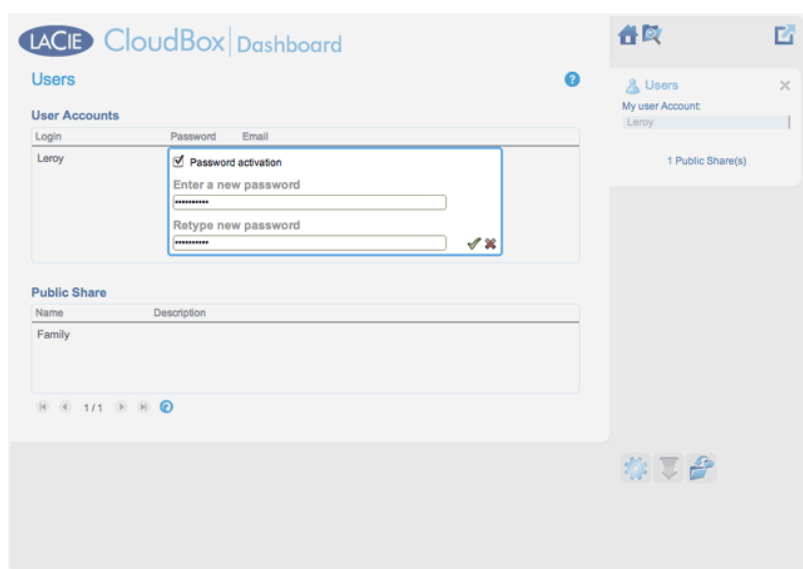 LACIE CloudBox Dashboard
Users
User Accounts
Login Password Email
Leroy
Password activation
Enter a new password
••••••••••
Retype new password
••••••••••
Public Share
Name Description
Family
1 / 1
Users
My user Account:
Leroy
1 Public Share(s)